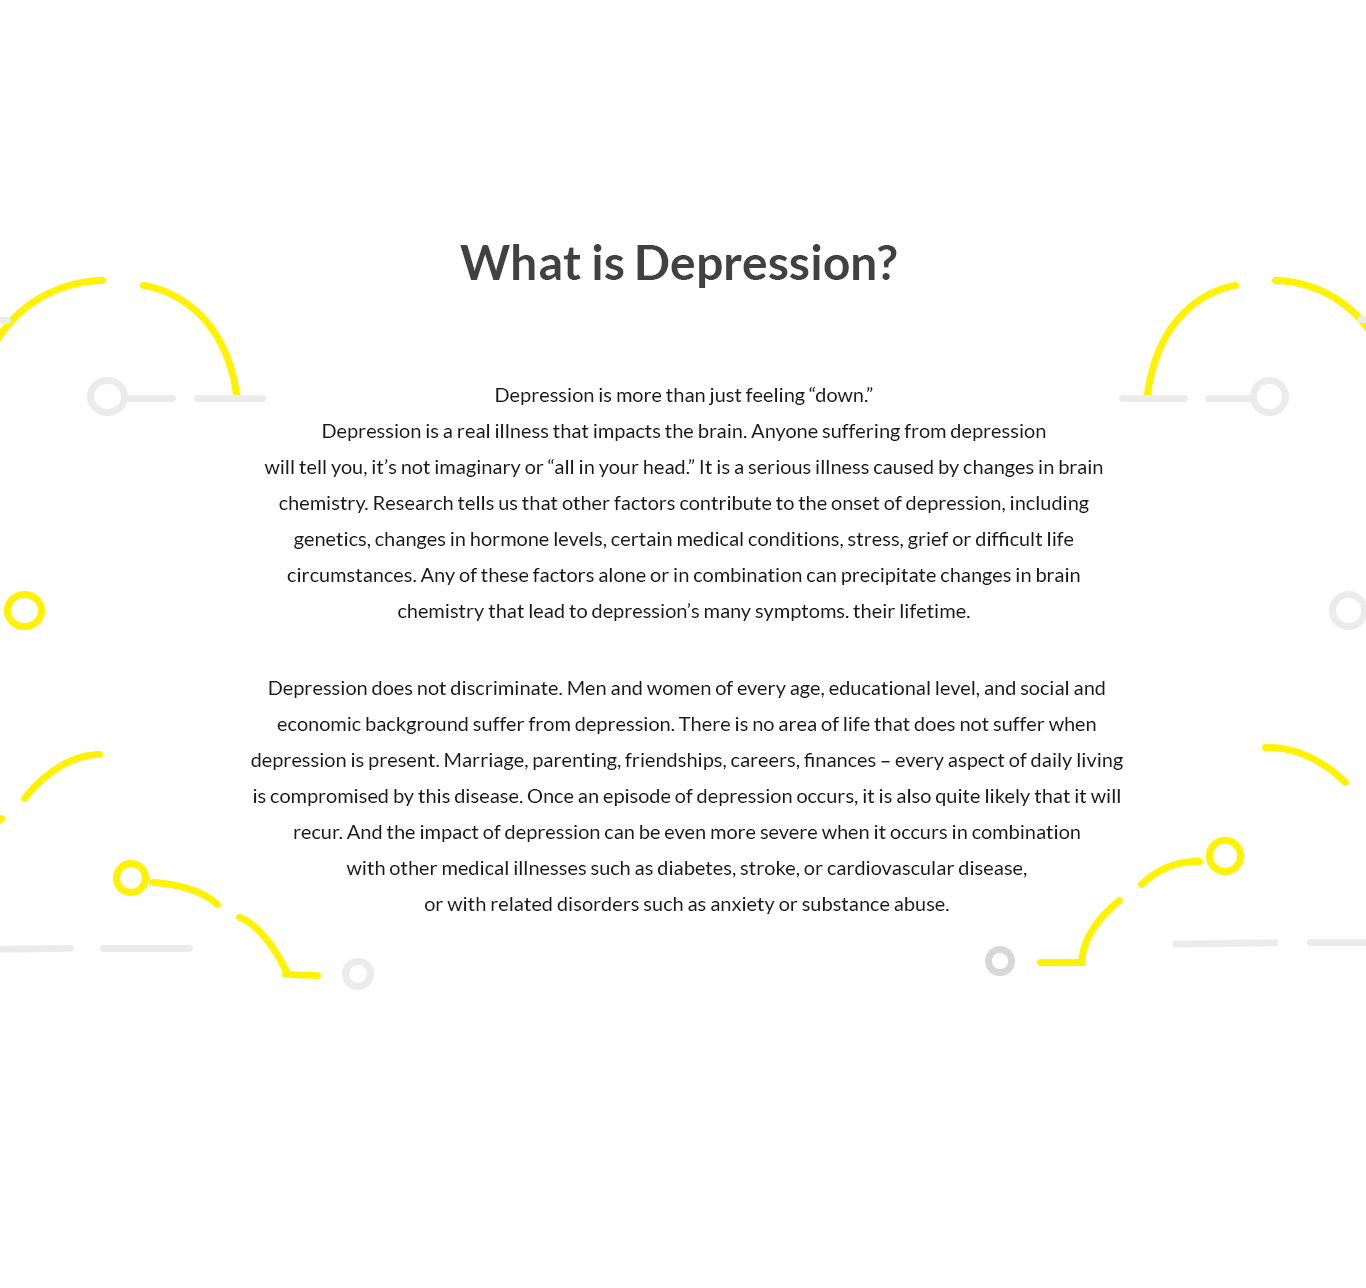 What is Depression?
Depression is more than just feeling “down.”
Depression is a real illness that impacts the brain. Anyone suffering from depression
will tell you, it’s not imaginary or “all in your head.” It is a serious illness caused by changes in brain
chemistry. Research tells us that other factors contribute to the onset of depression, including
genetics, changes in hormone levels, certain medical conditions, stress, grief or difficult life
circumstances. Any of these factors alone or in combination can precipitate changes in brain
chemistry that lead to depression’s many symptoms. their lifetime.
Depression does not discriminate. Men and women of every age, educational level, and social and
economic background suffer from depression. There is no area of life that does not suffer when
depression is present. Marriage, parenting, friendships, careers, finances – every aspect of daily living
is compromised by this disease. Once an episode of depression occurs, it is also quite likely that it will
recur. And the impact of depression can be even more severe when it occurs in combination
with other medical illnesses such as diabetes, stroke, or cardiovascular disease,
or with related disorders such as anxiety or substance abuse.